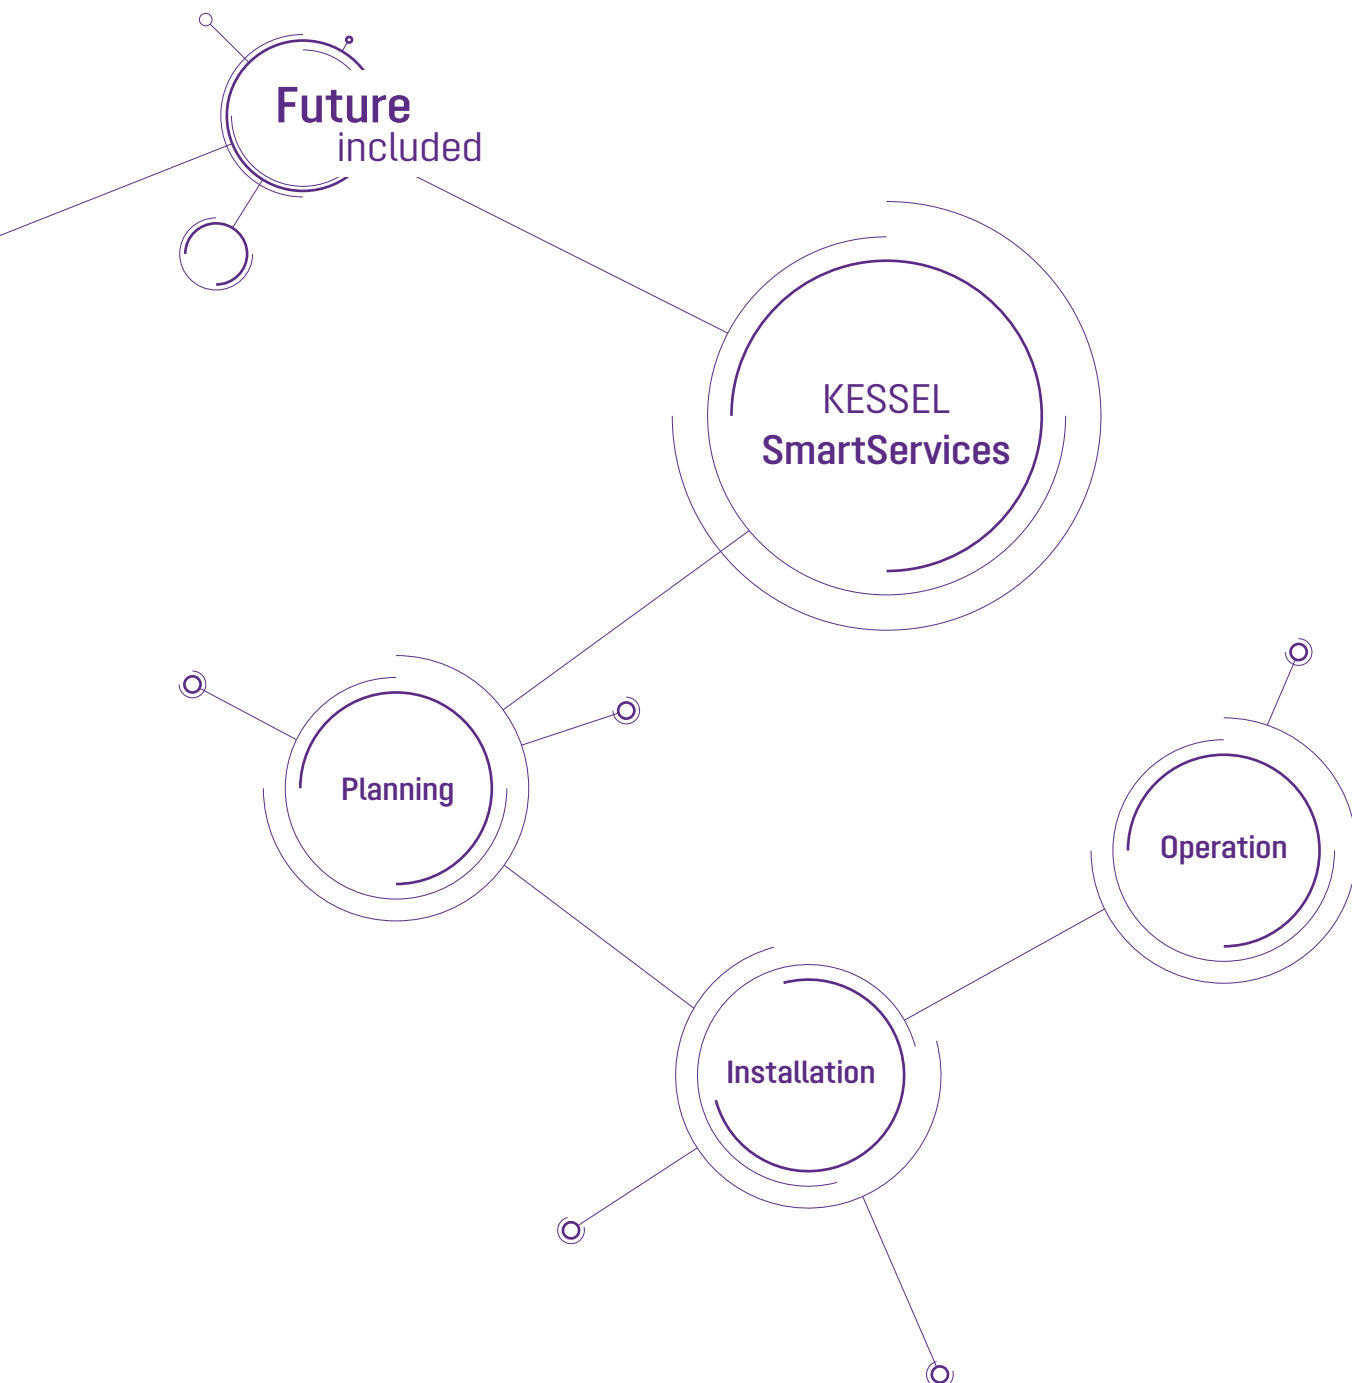 Future
included
KESSEL
SmartServices
Planning
Operation
Installation